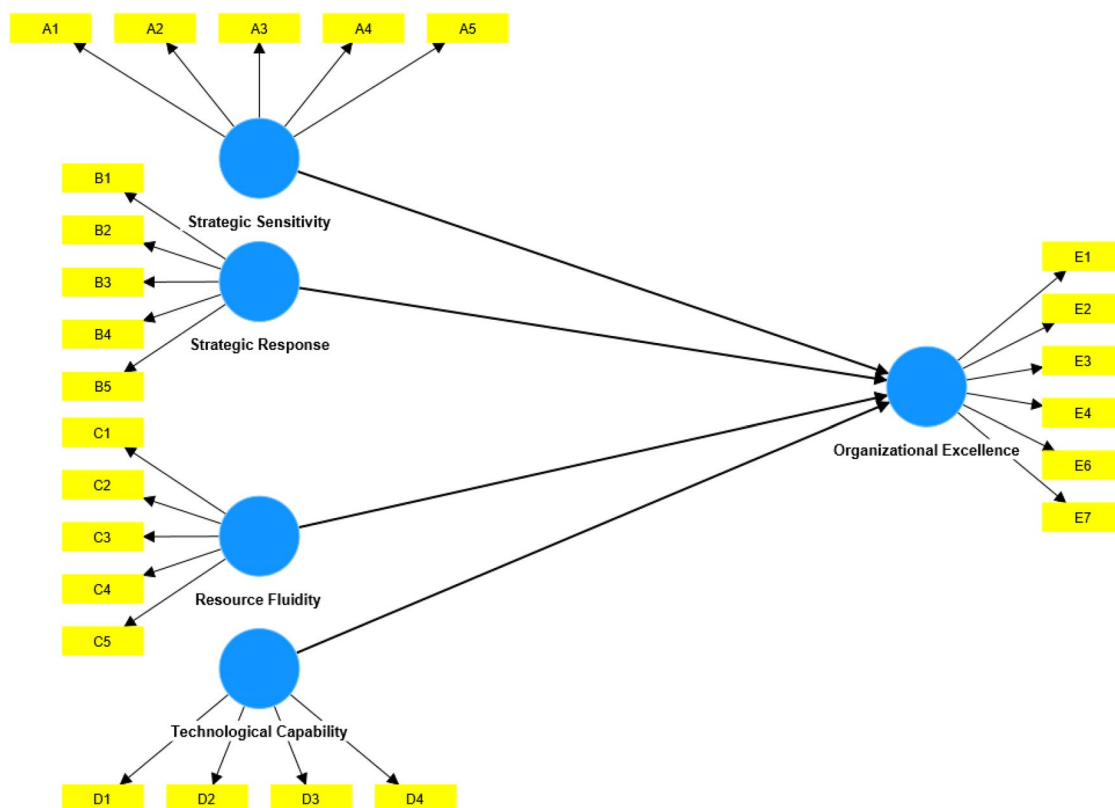 A1 A2 A3 A4 A5
Strategic Sensitivity
B1
B2
B3
B4
B5
Strategic Response
C1
C2
C3
C4
C5
Resource Fluidity
Technological Capability
D1 D2 D3 D4
Organizational Excellence
E1
E2
E3
E4
E6
E7